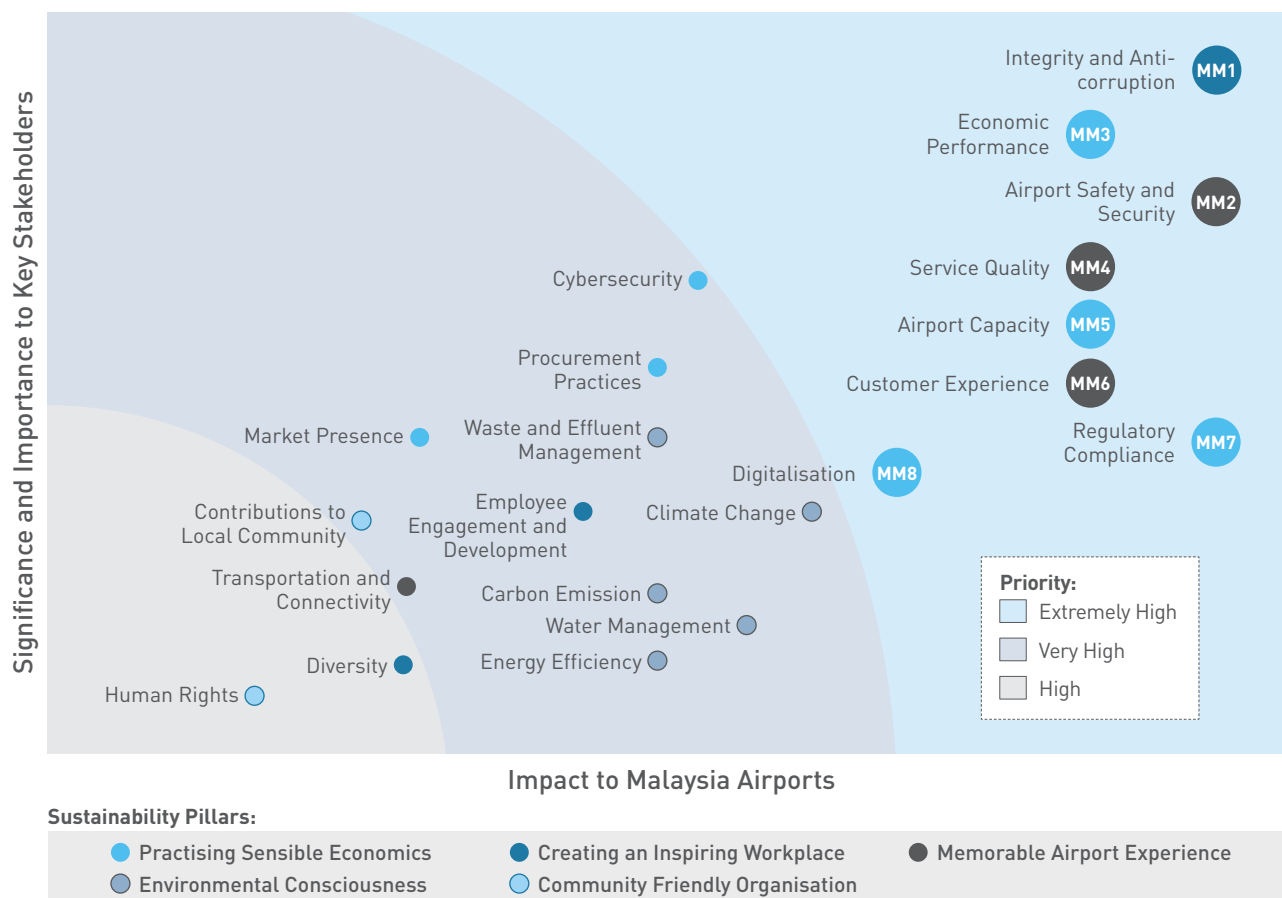 Significance and Importance to Key Stakeholders
Integrity and Anti-
corruption
MM1
Economic
Performance
MM3
Airport Safety and
Security
MM2
Service Quality
MM4
Cybersecurity
Airport Capacity
MM5
Procurement
Practices
Customer Experience
MM6
Market Presence
Waste and Effluent
Management
Regulatory
Compliance
MM7
Digitalisation
MM8
Contributions to
Local Community
Employee
Engagement and
Development
Climate Change
Transportation and
Connectivity
Carbon Emission
Water Management
Diversity
Energy Efficiency
Human Rights
Priority:
Extremely High
Very High
High
Impact to Malaysia Airports
Sustainability Pillars:
Practising Sensible Economics
Creating an Inspiring Workplace
Memorable Airport Experience
Environmental Consciousness
Community Friendly Organisation